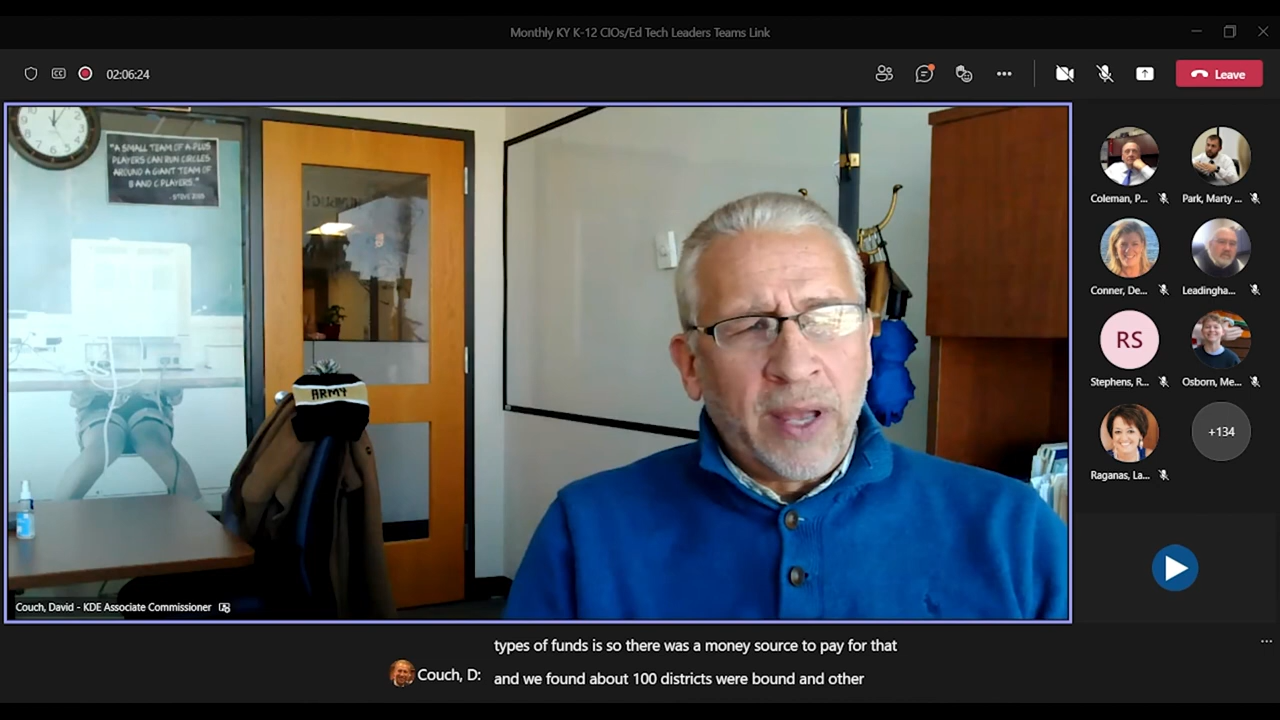 Monthly KY K-12 CIOs/Ed Tech Leaders Teams Link
CC
02:06:24
Leave
"A SMALL TEAM OF A-PLUS
PLAYERS CAN RUN CIRCLES
AROUND A GIANT TEAM OF
B AND C PLAYERS."
- STEVE JOBS
ARMY
Couch, David - KDE Associate Commissioner
Coleman, P...
Park, Marty ...
Conner, De...
Leadingha...
RS
Stephens, R...
Osborn, Me...
Raganas, La...
+134
types of funds is so there was a money source to pay for that
Couch, D:
and we found about 100 districts were bound and other